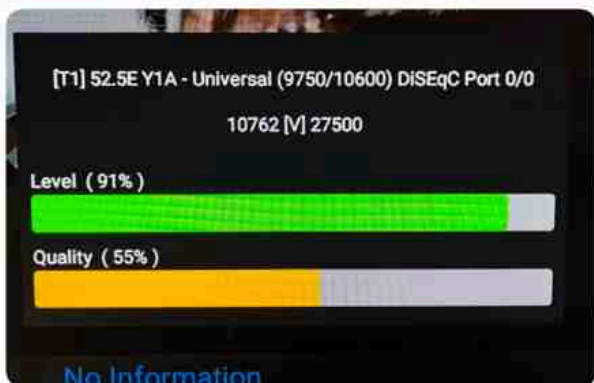 [T1] 52.5E Y1A - Universal (9750/10600) DiSEqC Port 0/0
10762 [V] 27500
Level ( 91% )
Quality ( 55% )
No Information